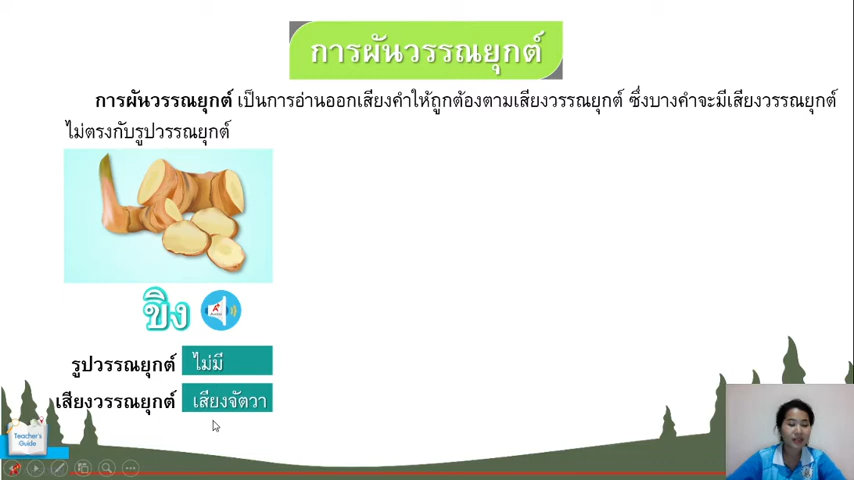 การผันวรรณยุกต์
การผันวรรณยุกต์ เป็นการอ่านออกเสียงคำให้ถูกต้องตามเสียงวรรณยุกต์ ซึ่งบางคำจะมีเสียงวรรณยุกต์
ไม่ตรงกับรูปวรรณยุกต์
ขิง
รูปวรรณยุกต์ ไม่มี
เสียงวรรณยุกต์ เสียงจัตวา
Teacher's
Guide